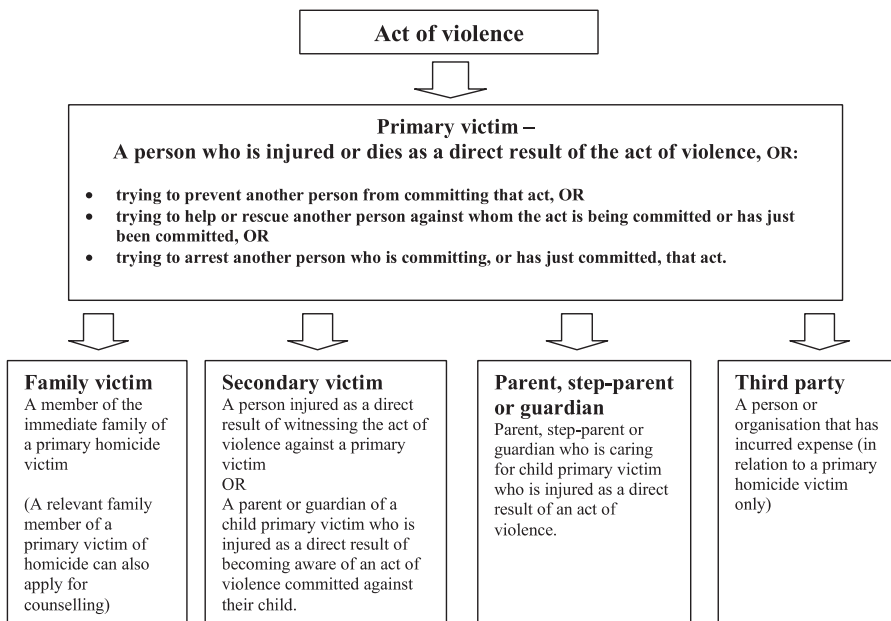 Act of violence
Primary victim –
A person who is injured or dies as a direct result of the act of violence, OR:
• trying to prevent another person from committing that act, OR
• trying to help or rescue another person against whom the act is being committed or has just
been committed, OR
• trying to arrest another person who is committing, or has just committed, that act.
Family victim
A member of the
immediate family of
a primary homicide
victim
(A relevant family
member of a
primary victim of
homicide can also
apply for
counselling)
Secondary victim
A person injured as a direct
result of witnessing the act of
violence against a primary
victim
OR
A parent or guardian of a
child primary victim who is
injured as a direct result of
becoming aware of an act of
violence committed against
their child.
Parent, step-parent
or guardian
Parent, step-parent or
guardian who is caring
for child primary victim
who is injured as a direct
result of an act of
violence.
Third party
A person or
organisation that has
incurred expense (in
relation to a primary
homicide victim
only)